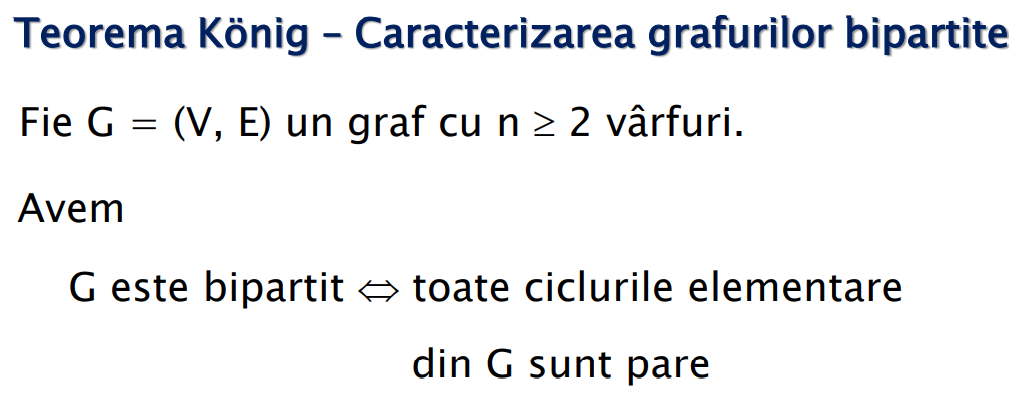 Teorema König – Caracterizarea grafurilor bipartite
Fie G = (V, E) un graf cu n ≥ 2 vârfuri.
Avem
G este bipartit ⇔ toate ciclurile elementare
din G sunt pare